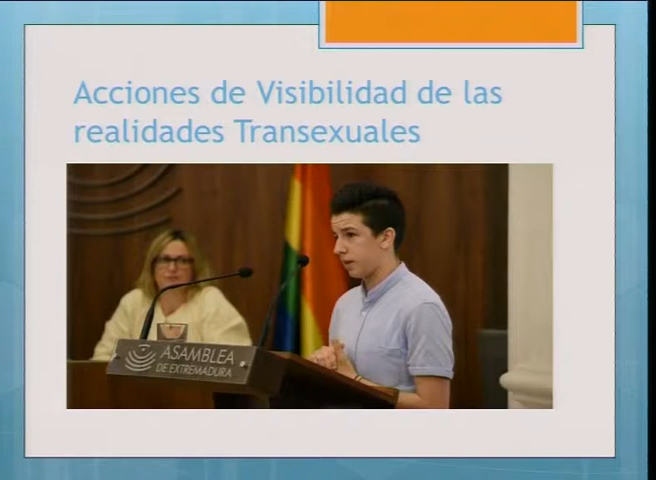 Acciones de Visibilidad de las
realidades Transexuales
ASAMBLEA
DE EXTREMADURA